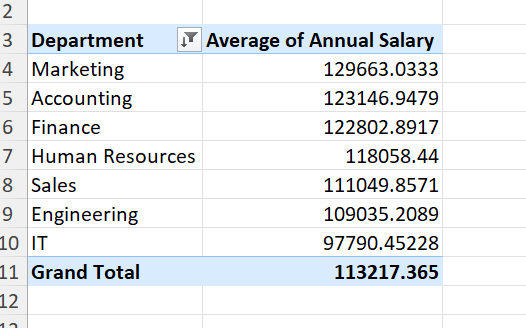 2
3 Department Average of Annual Salary
4 Marketing 129663.0333
5 Accounting 123146.9479
6 Finance 122802.8917
7 Human Resources 118058.44
8 Sales 111049.8571
9 Engineering 109035.2089
10 IT 97790.45228
11 Grand Total 113217.365
12